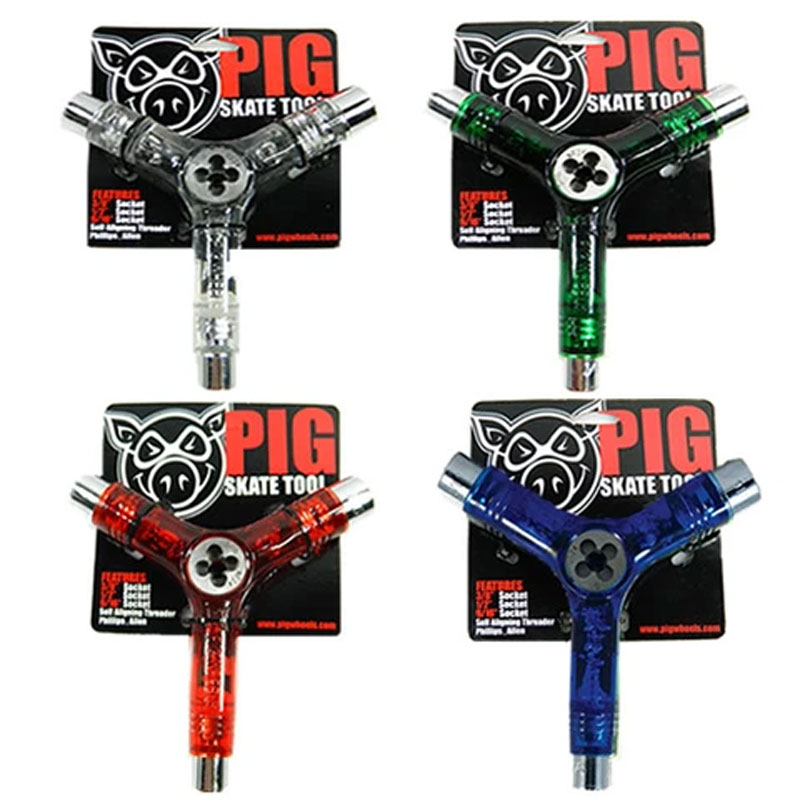 PIG
SKATE TOOL
FEATURES
3/8" Socket
1/2" Socket
9/16" Socket
Self Aligning Threader
Phillips, Allen
www.pigwheels.com
PIG
SKATE TOOL
FEATURES
3/8" Socket
1/2" Socket
9/16" Socket
Self Aligning Threader
Phillips, Allen
www.pigwheels.com
PIG
SKATE TOOL
FEATURES
3/8" Socket
1/2" Socket
9/16" Socket
Self Aligning Threader
Phillips, Allen
www.pigwheels.com
PIG
SKATE TOOL
FEATURES
3/8" Socket
1/2" Socket
9/16" Socket
Self Aligning Threader
Phillips, Allen
www.pigwheels.com